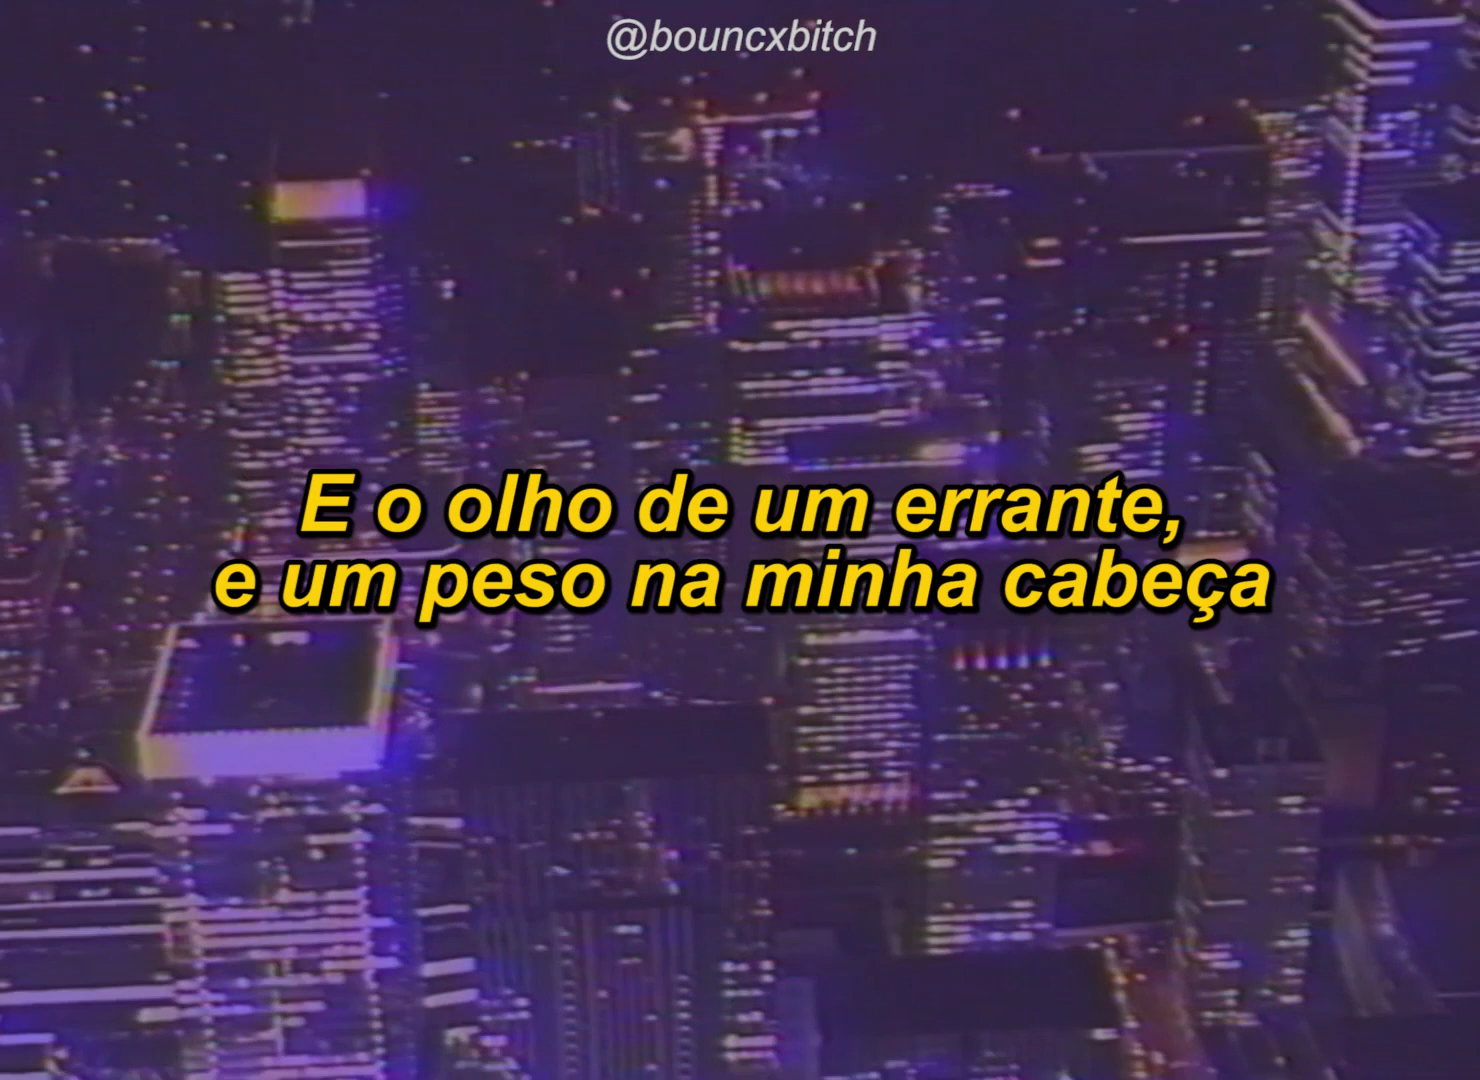 @bouncxbitch
E o olho de um errante,
e um peso na minha cabeça